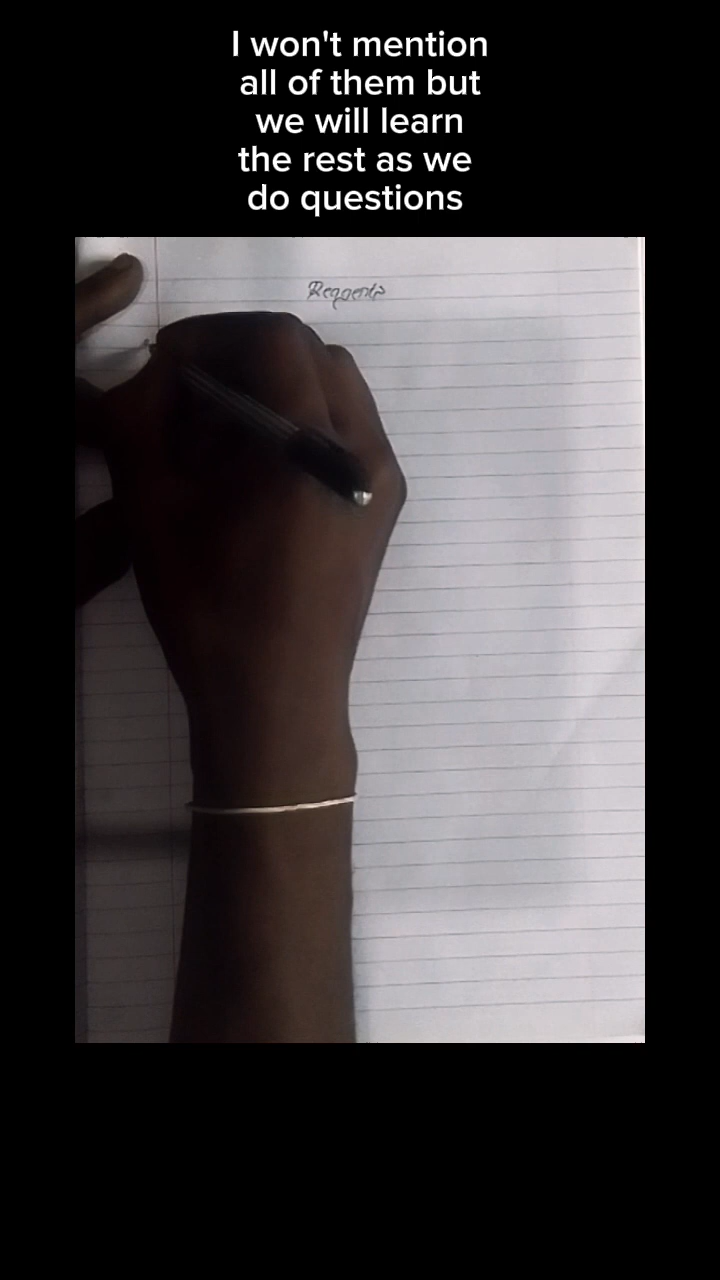 I won't mention
all of them but
we will learn
the rest as we
do questions
Reagents